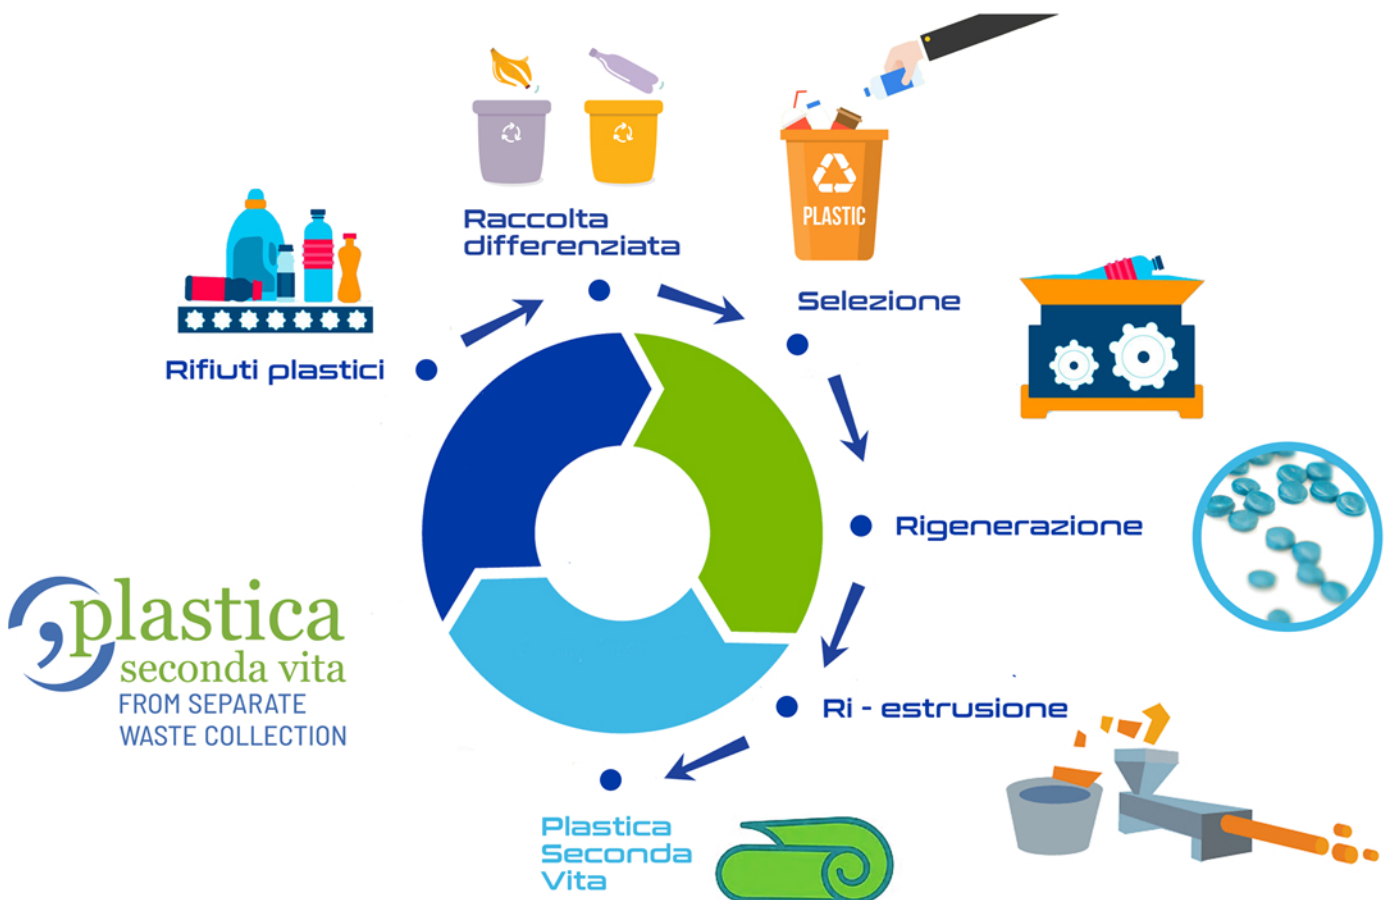 Raccolta
differenziata
PLASTIC
Selezione
Rifiuti plastici
Rigenerazione
plastica
seconda vita
FROM SEPARATE
WASTE COLLECTION
Ri - estrusione
Plastica
Seconda
Vita